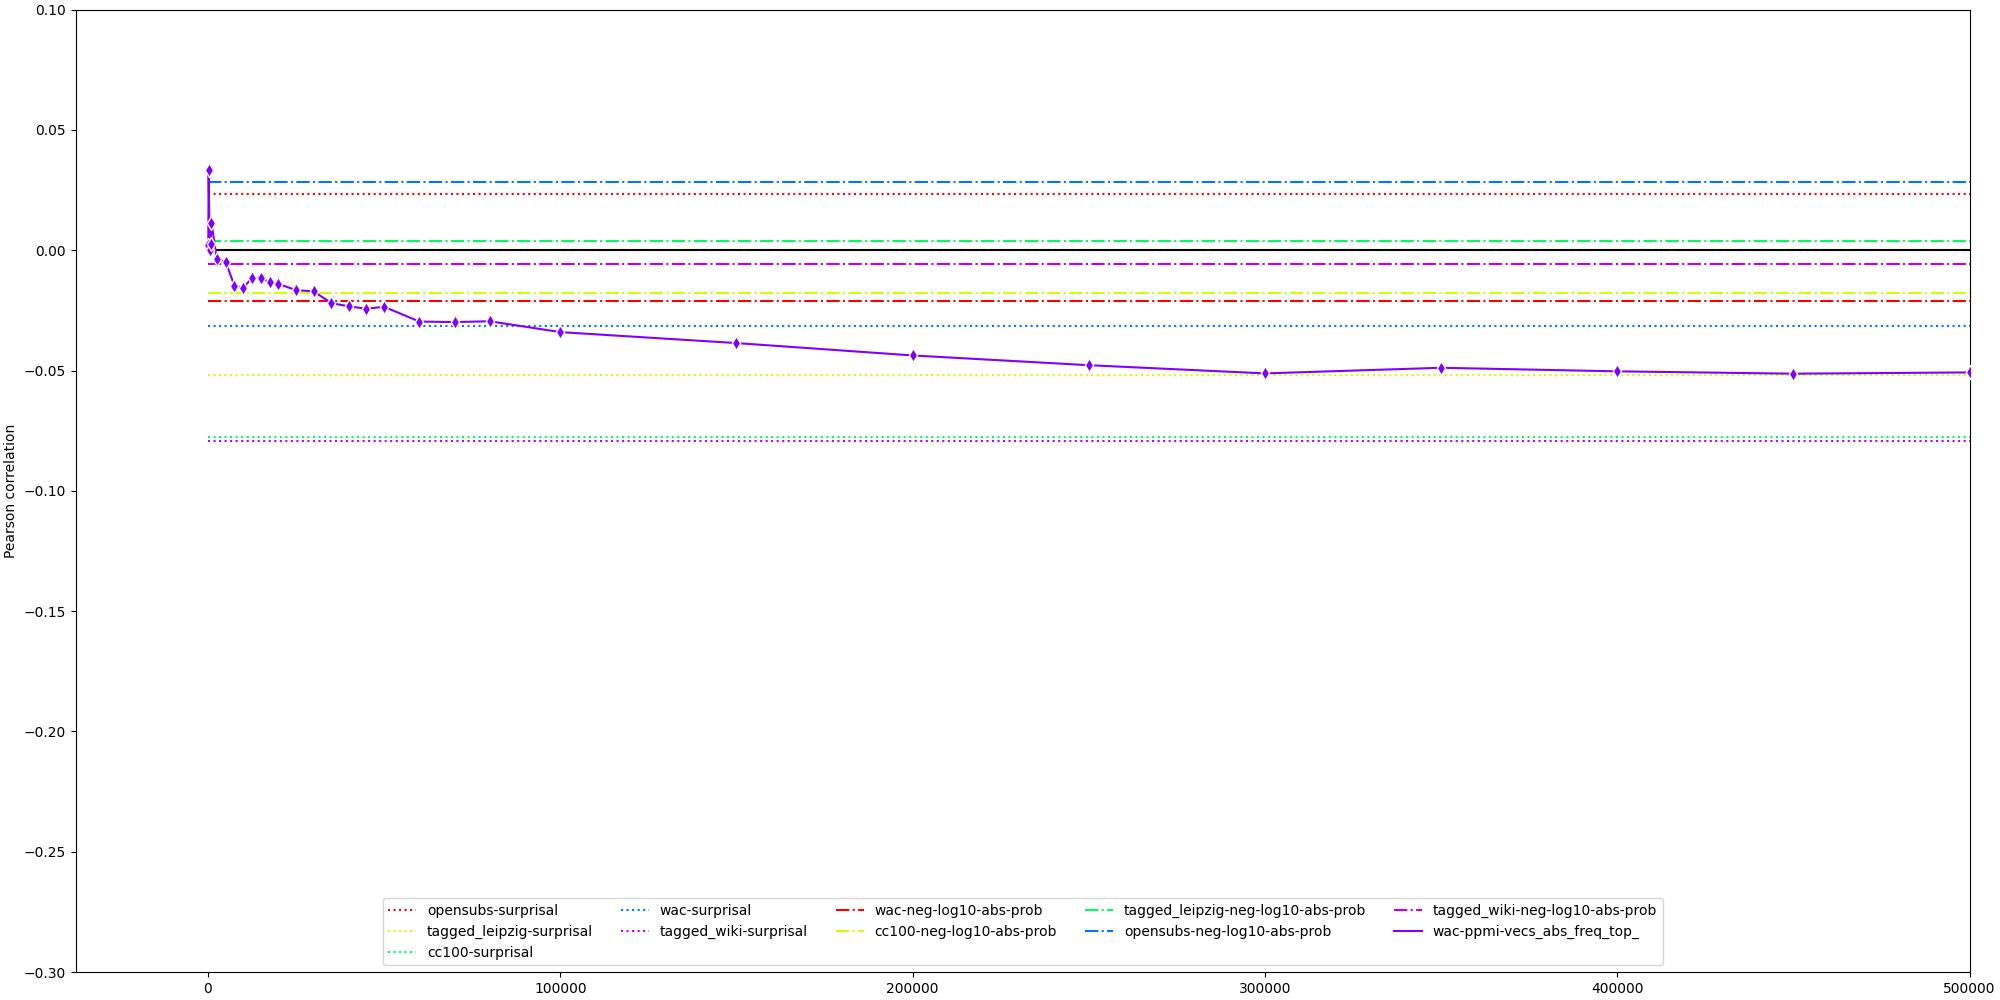 0.10
0.05
0.00
−0.05
−0.10
−0.15
−0.20
−0.25
−0.30
Pearson correlation
opensubs-surprisal
tagged_leipzig-surprisal
cc100-surprisal
wac-surprisal
tagged_wiki-surprisal
wac-neg-log10-abs-prob
cc100-neg-log10-abs-prob
tagged_leipzig-neg-log10-abs-prob
opensubs-neg-log10-abs-prob
tagged_wiki-neg-log10-abs-prob
wac-ppmi-vecs_abs_freq_top_
0 100000 200000 300000 400000 500000